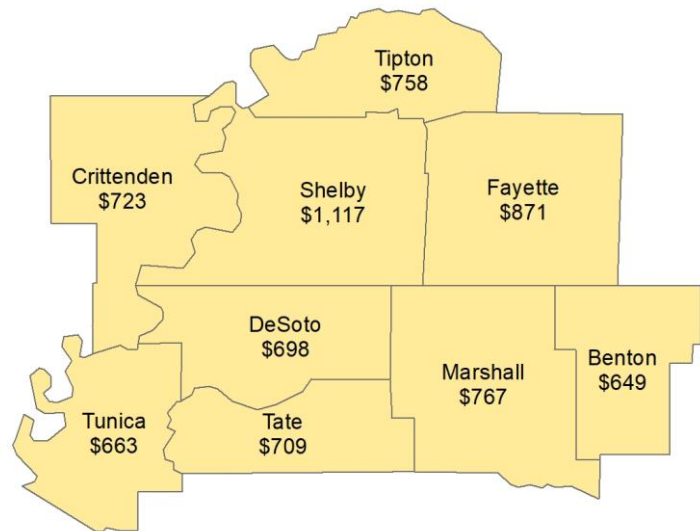 Tipton
$758
Crittenden
$723
Shelby
$1,117
Fayette
$871
DeSoto
$698
Marshall
$767
Benton
$649
Tunica
$663
Tate
$709